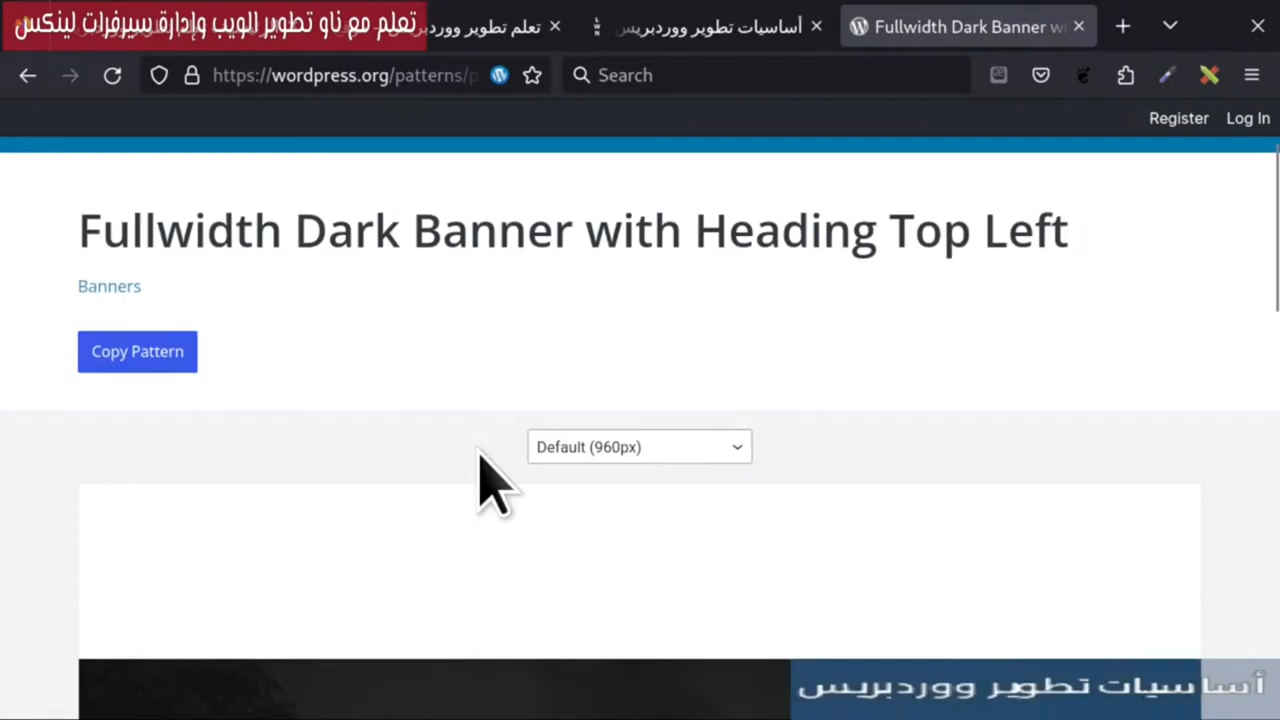 تعلم مع ناو تطوير الويب وإدارة سيرفرات لينكس
تعلم تطوير ووردبريس
أساسيات تطوير ووردبريس
Fullwidth Dark Banner wi
https://wordpress.org/patterns/p
Search
Register
Log In
Fullwidth Dark Banner with Heading Top Left
Banners
Copy Pattern
Default (960px)
أساسيات تطوير ووردبريس